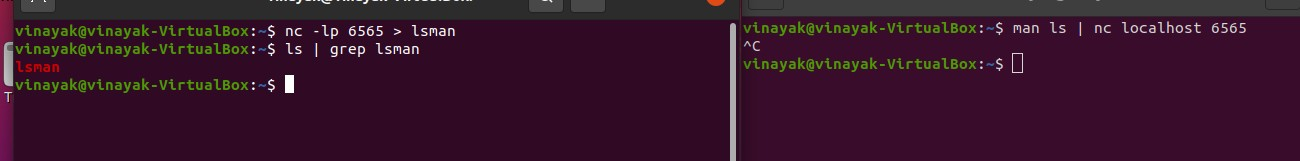 vinayak@vinayak-VirtualBox:~$ nc -lp 6565 > lsman
vinayak@vinayak-VirtualBox:~$ ls | grep lsman
lsman
vinayak@vinayak-VirtualBox:~$
vinayak@vinayak-VirtualBox:~$ man ls | nc localhost 6565
^C
vinayak@vinayak-VirtualBox:~$